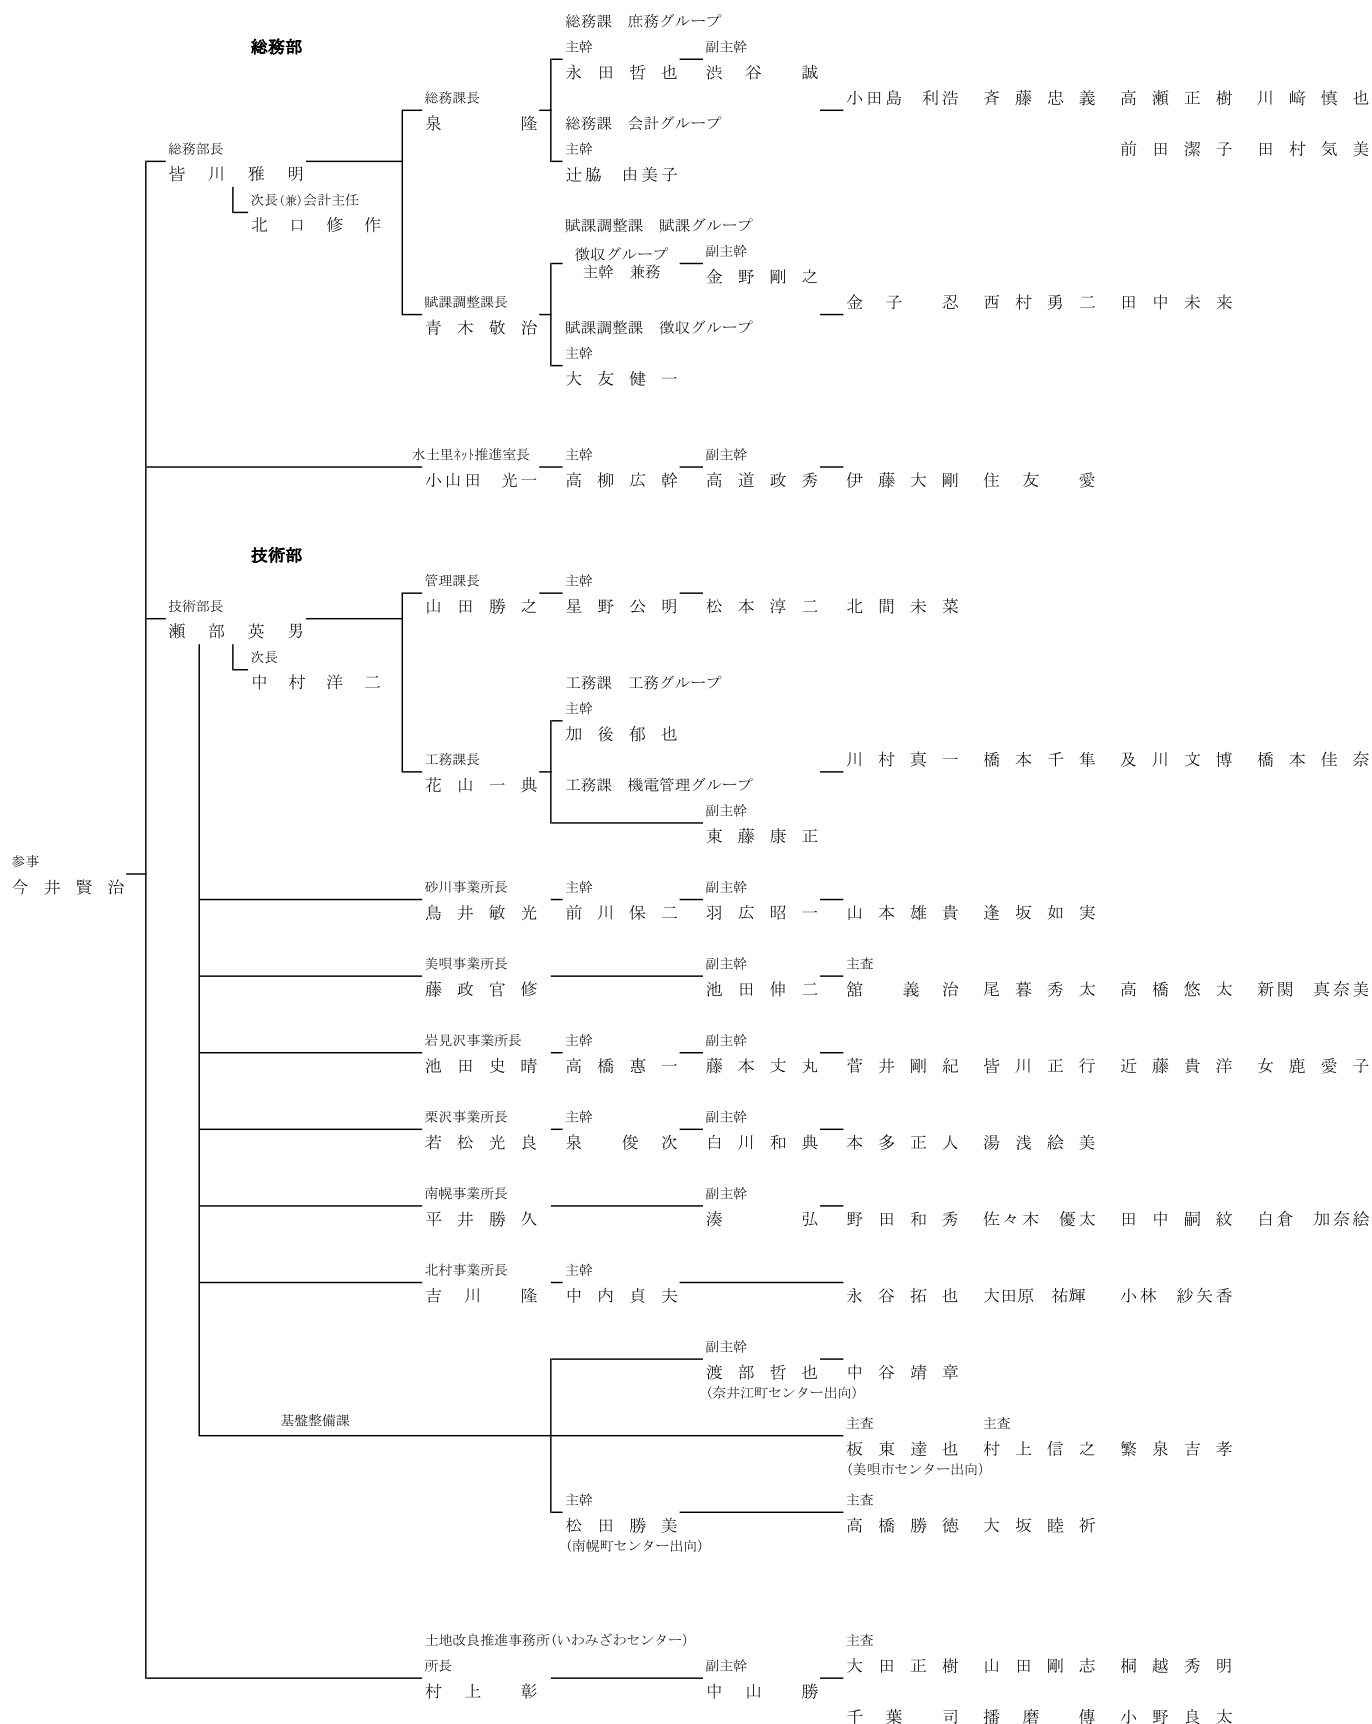 総務課　庶務グループ
総務部　主幹　副主幹
永田哲也　渋谷　誠
総務課長　小田島 利浩　斉藤忠義　高瀬正樹　川﨑慎也
泉　隆　総務課　会計グループ
総務部長　主幹　前田潔子　田村気美
皆川雅明　辻脇 由美子
次長(兼)会計主任
北口修作　賦課調整課　賦課グループ
徴収グループ　副主幹
主幹　兼務　金野剛之
賦課調整課長　金子　忍　西村勇二　田中未来
青木敬治　賦課調整課　徴収グループ
主幹
大友健一
水土里ネット推進室長　主幹　副主幹
小山田 光一　高柳広幹　高道政秀　伊藤大剛　住友　愛
技術部
管理課長　主幹
技術部長　山田勝之　星野公明　松本淳二　北間未菜
瀬部英男
次長
中村洋二　工務課　工務グループ
主幹
加後郁也
工務課長　川村真一　橋本千隼　及川文博　橋本佳奈
花山一典　工務課　機電管理グループ
副主幹
東藤康正
参事
今井賢治　砂川事業所長　主幹　副主幹
鳥井敏光　前川保二　羽広昭一　山本雄貴　逢坂如実
美唄事業所長　副主幹　主査
藤政官修　池田伸二　舘　義治　尾暮秀太　高橋悠太　新関 真奈美
岩見沢事業所長　主幹　副主幹
池田史晴　高橋惠一　藤本丈丸　菅井剛紀　皆川正行　近藤貴洋　女鹿愛子
栗沢事業所長　主幹　副主幹
若松光良　泉　俊次　白川和典　本多正人　湯浅絵美
南幌事業所長　副主幹
平井勝久　湊　弘　野田和秀　佐々木 優太　田中嗣紋　白倉 加奈絵
北村事業所長　主幹
吉川　隆　中内貞夫　永谷拓也　大田原 祐輝　小林 紗矢香
副主幹
渡部哲也　中谷靖章
(奈井江町センター出向)
基盤整備課　主査　主査
板東達也　村上信之　繁泉吉孝
(美唄市センター出向)
主幹　主査
松田勝美　高橋勝徳　大坂睦祈
(南幌町センター出向)
土地改良推進事務所(いわみざわセンター)　主査
所長　副主幹　大田正樹　山田剛志　桐越秀明
村上　彰　中山　勝
千葉　司　播磨　傳　小野良太